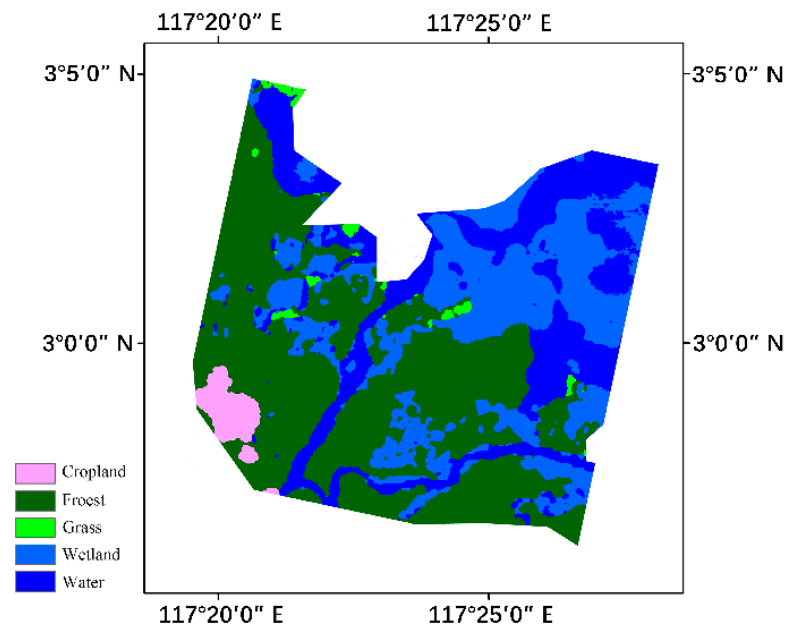 117°20′0″ E 117°25′0″ E
3°5′0″ N 3°5′0″ N
3°0′0″ N 3°0′0″ N
Cropland
Froest
Grass
Wetland
Water
117°20′0″ E 117°25′0″ E